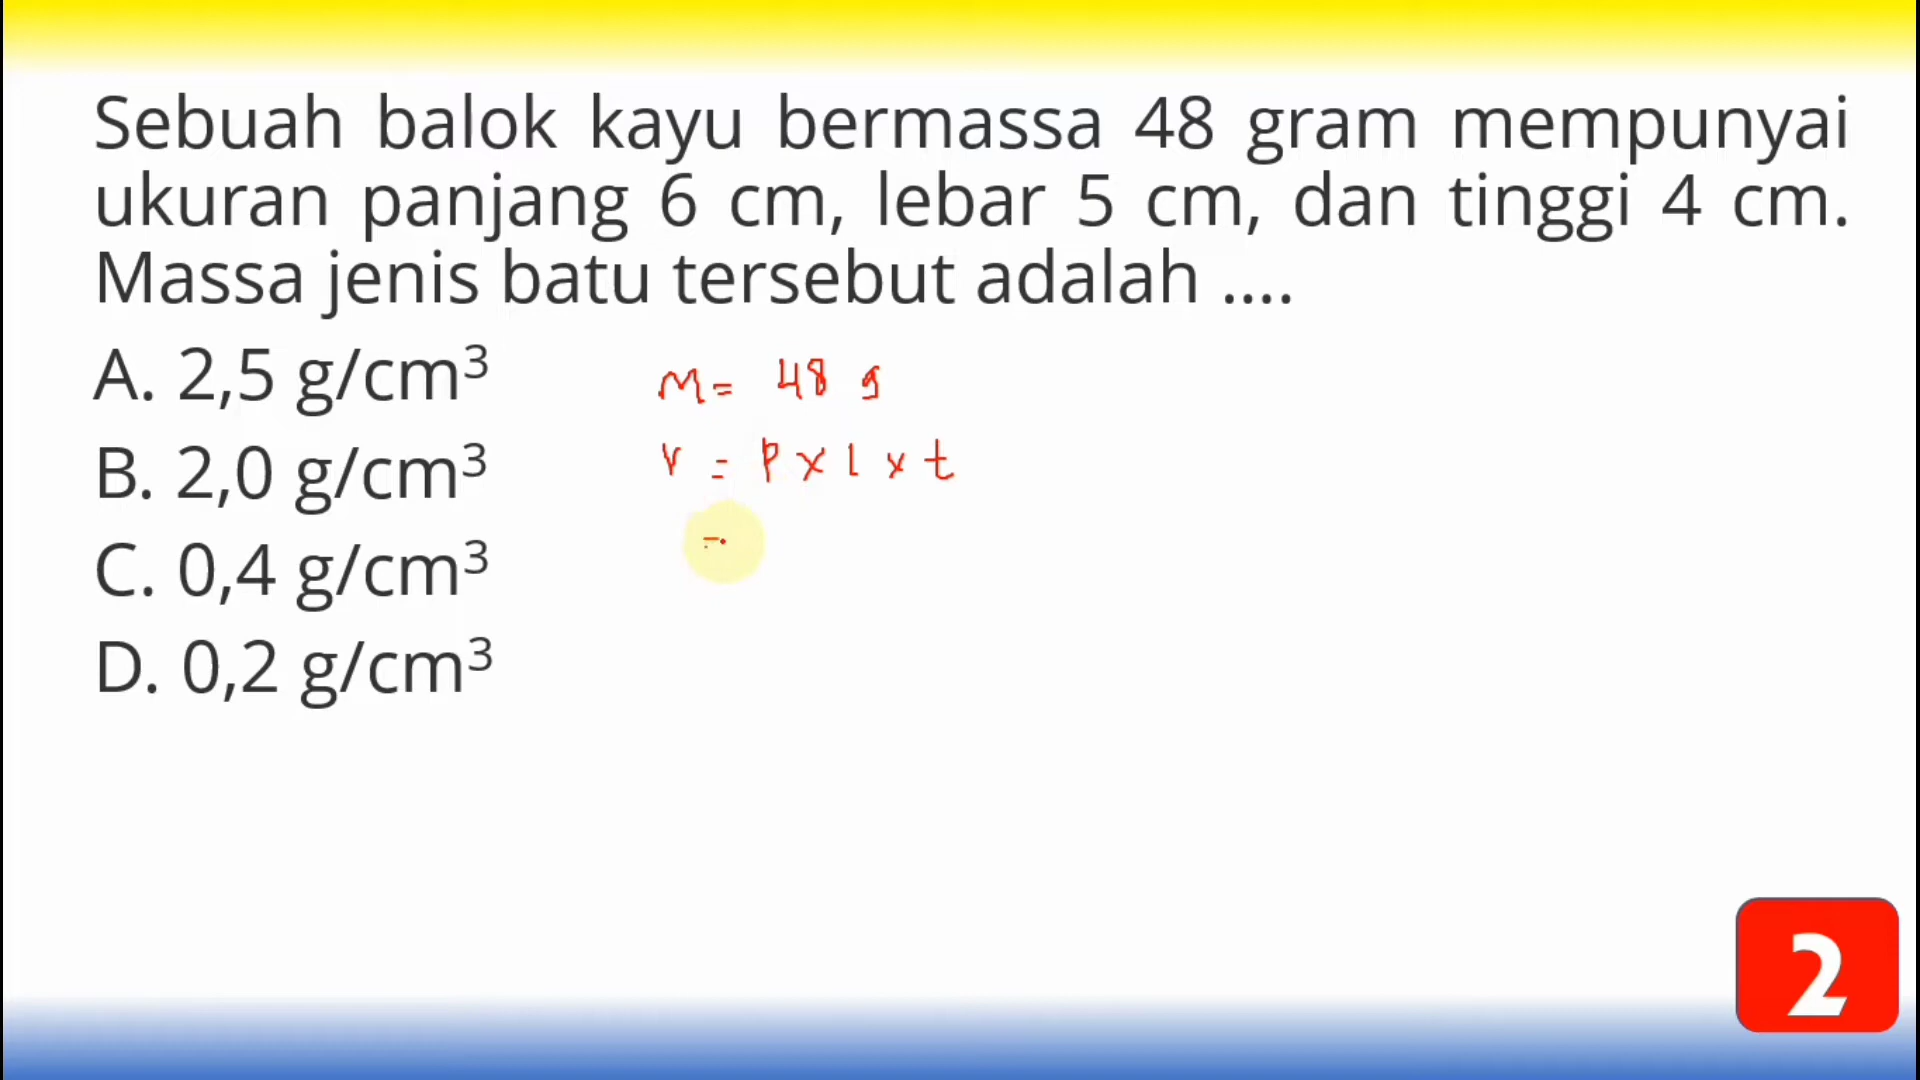 Sebuah balok kayu bermassa 48 gram mempunyai
ukuran panjang 6 cm, lebar 5 cm, dan tinggi 4 cm.
Massa jenis batu tersebut adalah ....
A. 2,5 g/cm³
B. 2,0 g/cm³
C. 0,4 g/cm³
D. 0,2 g/cm³
m = 48 g
V = p x l x t
=
2